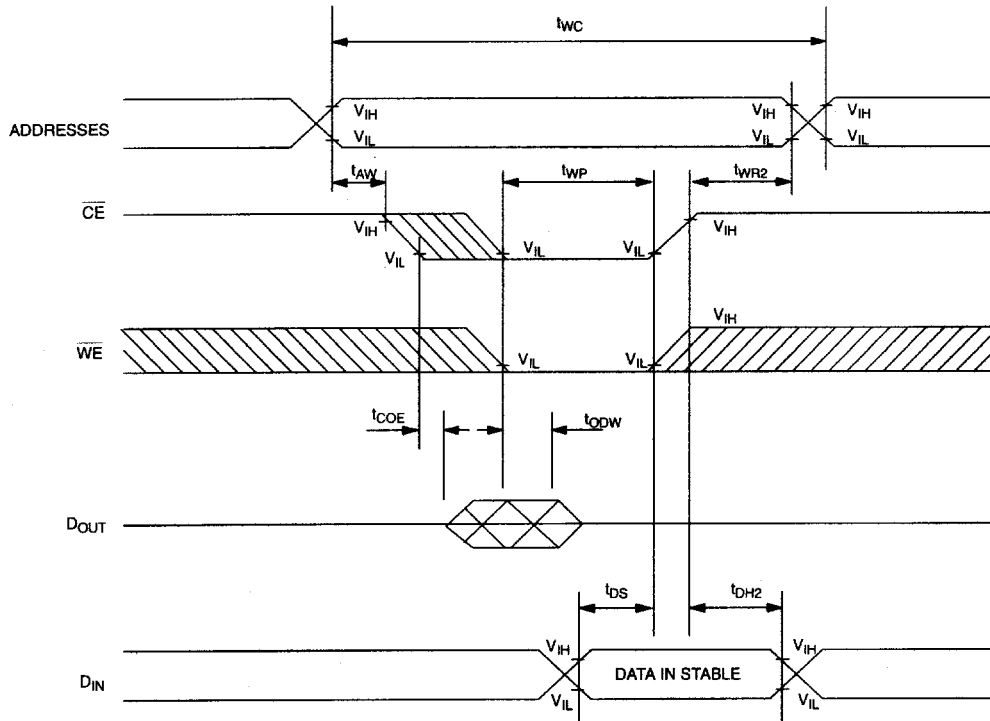 tWC
ADDRESSES
VIH VIH VIH
VIL VIL VIL
tAW tWP tWR2
CE
VIH VIH
VIL VIL VIL
VIH
WE
VIL VIL
tCOE tODW
DOUT
tDS tDH2
VIH VIH
DIN DATA IN STABLE
VIL VIL